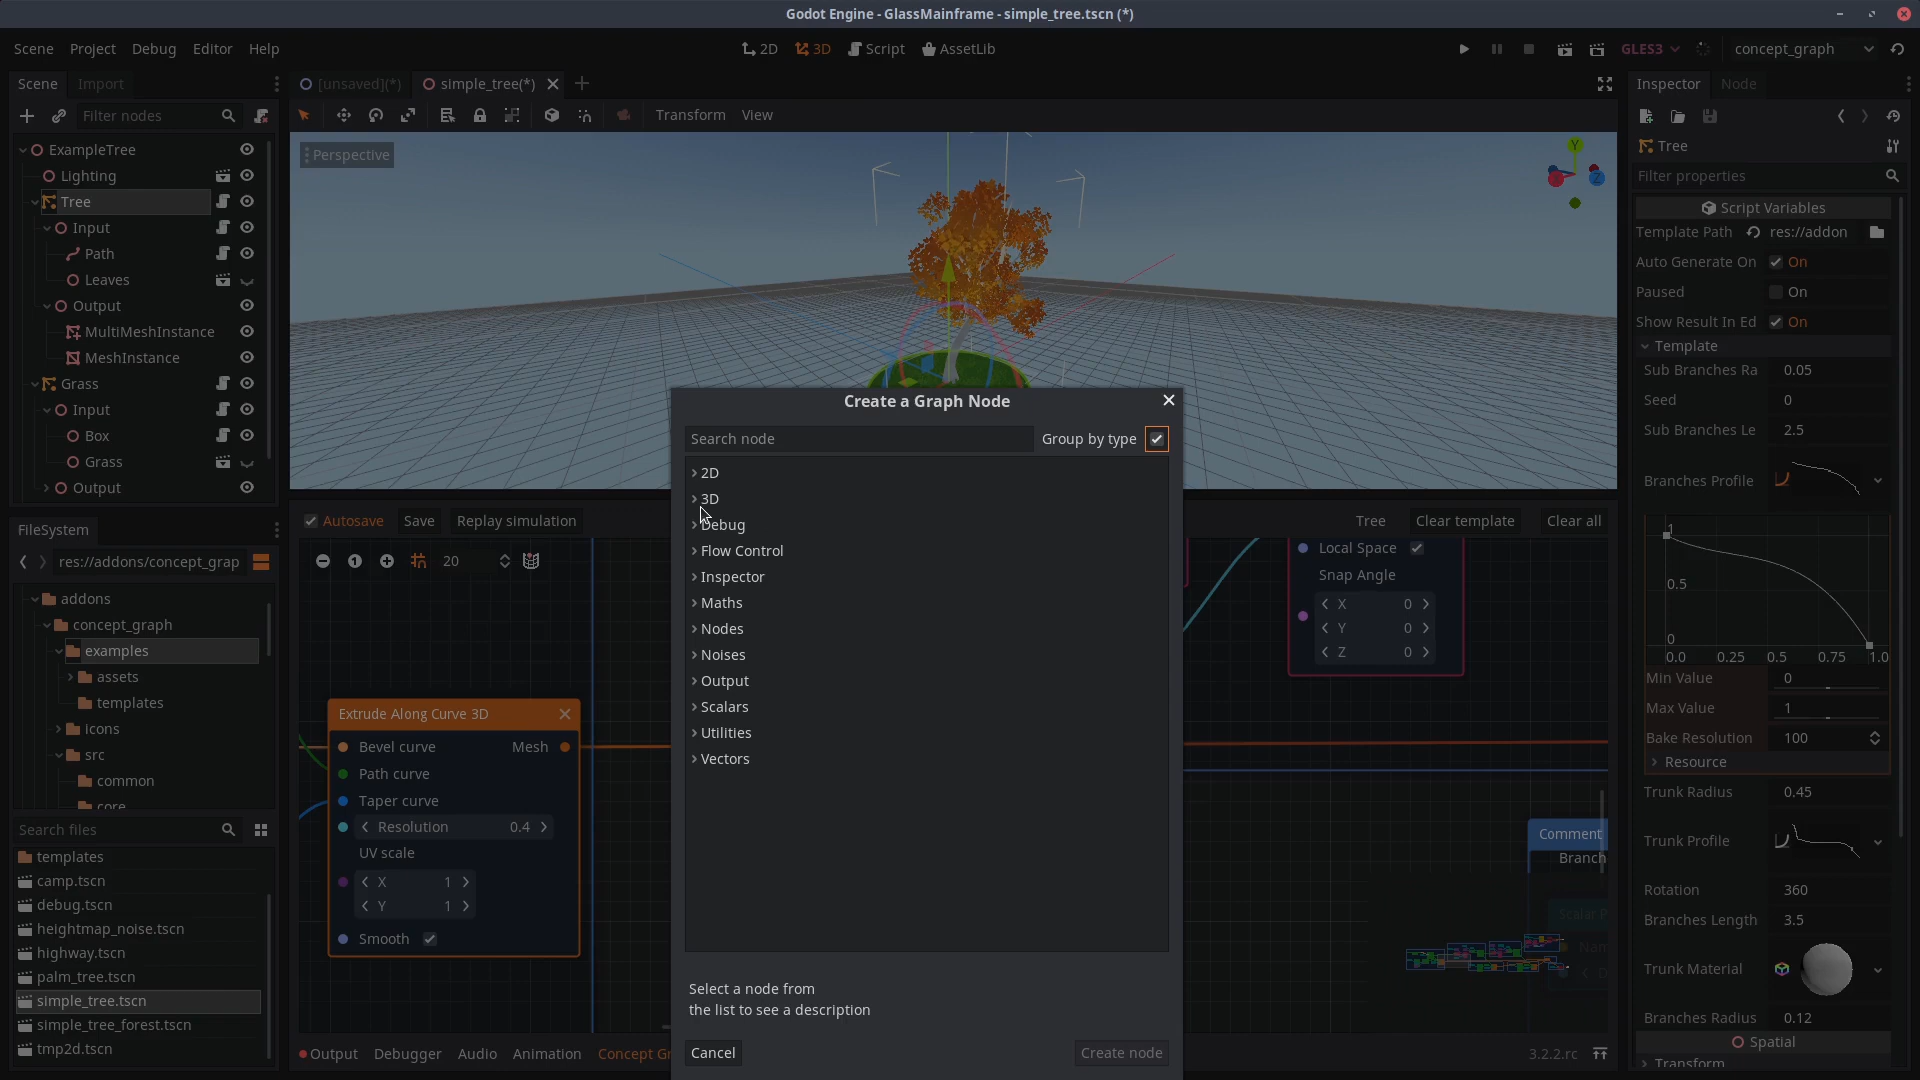 Godot Engine - GlassMainframe - simple_tree.tscn (*)
Scene Project Debug Editor Help
2D 3D Script AssetLib
GLES3 concept_graph
Scene Import
Filter nodes
ExampleTree
Lighting
Tree
Input
Path
Leaves
Output
MultiMeshInstance
MeshInstance
Grass
Input
Box
Grass
Output
FileSystem
res://addons/concept_grap
addons
concept_graph
examples
assets
templates
icons
src
common
core
Search files
templates
camp.tscn
debug.tscn
heightmap_noise.tscn
highway.tscn
palm_tree.tscn
simple_tree.tscn
simple_tree_forest.tscn
tmp2d.tscn
[unsaved](*) simple_tree(*)
Transform View
Perspective
Y
Z
Autosave Save Replay simulation
Tree Clear template Clear all
1 20
Extrude Along Curve 3D
Bevel curve Mesh
Path curve
Taper curve
Resolution 0.4
UV scale
X 1
Y 1
Smooth
Local Space
Snap Angle
X 0
Y 0
Z 0
Comment
Branch
Scalar P
Nam
D
Create a Graph Node
Search node Group by type
2D
3D
Debug
Flow Control
Inspector
Maths
Nodes
Noises
Output
Scalars
Utilities
Vectors
Select a node from
the list to see a description
Cancel Create node
Output Debugger Audio Animation Concept Gr
3.2.2.rc
Inspector Node
Tree
Filter properties
Script Variables
Template Path res://addon
Auto Generate On On
Paused On
Show Result In Ed On
Template
Sub Branches Ra 0.05
Seed 0
Sub Branches Le 2.5
Branches Profile
1
0.5
0
0.0 0.25 0.5 0.75 1.0
Min Value 0
Max Value 1
Bake Resolution 100
Resource
Trunk Radius 0.45
Trunk Profile
Rotation 360
Branches Length 3.5
Trunk Material
Branches Radius 0.12
Spatial
Transform